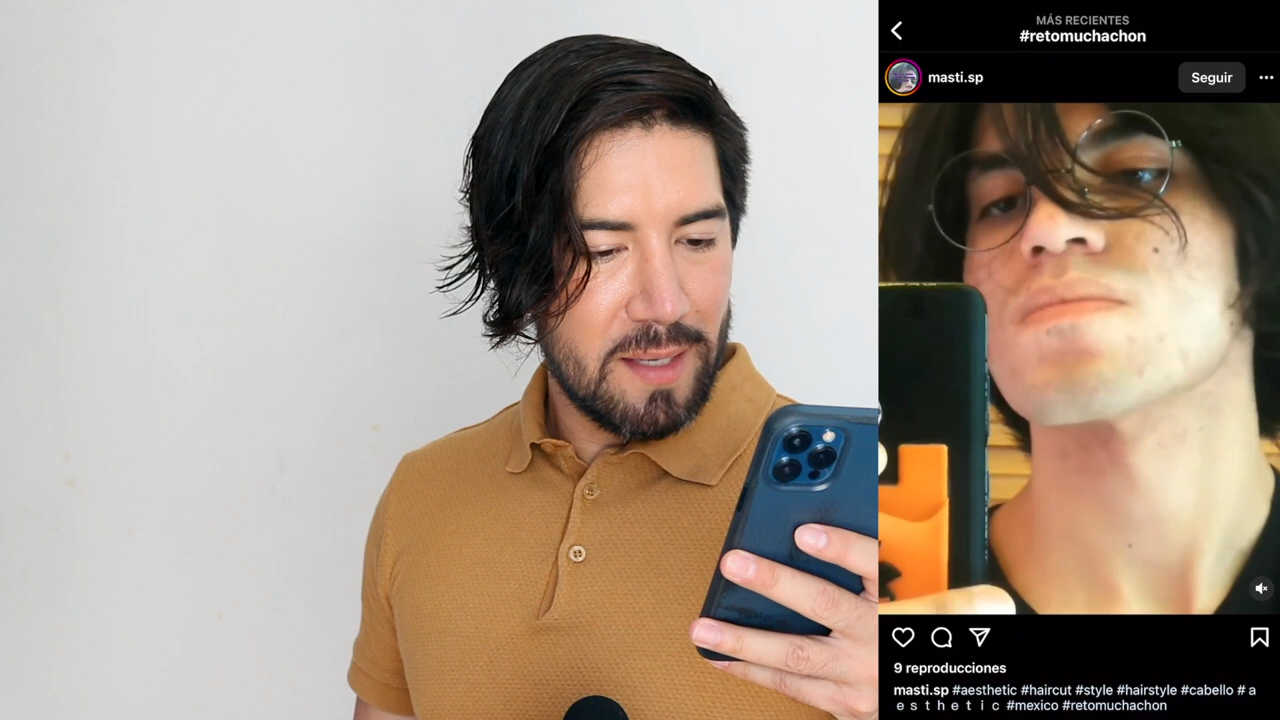 MÁS RECIENTES
#retomuchachon
masti.sp
Seguir
9 reproducciones
masti.sp #aesthetic #haircut #style #hairstyle #cabello # a
e s t h e t i c #mexico #retomuchachon